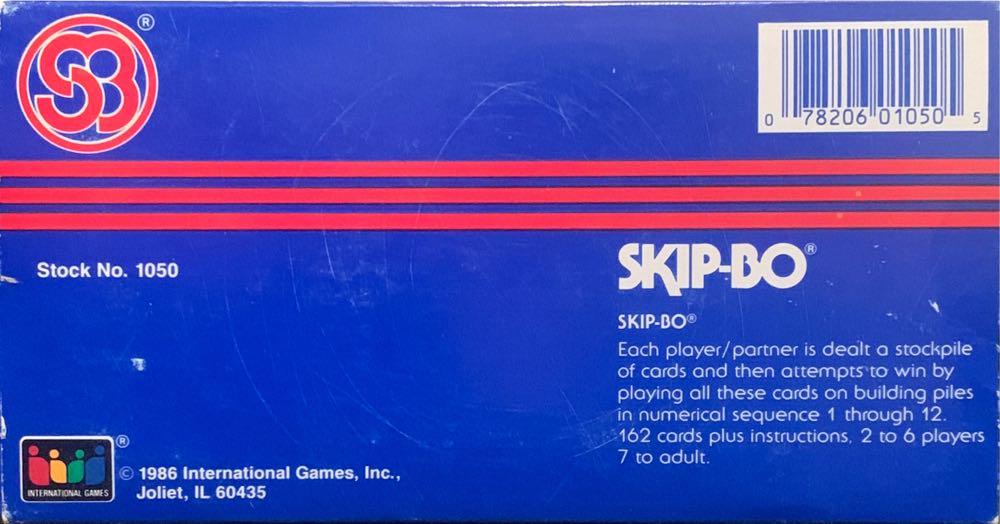 SB ®
0 78206 01050 5
Stock No. 1050
SKIP-BO®
SKIP-BO®
Each player/partner is dealt a stockpile
of cards and then attempts to win by
playing all these cards on building piles
in numerical sequence 1 through 12.
162 cards plus instructions, 2 to 6 players
7 to adult.
INTERNATIONAL GAMES ®
© 1986 International Games, Inc.,
Joliet, IL 60435